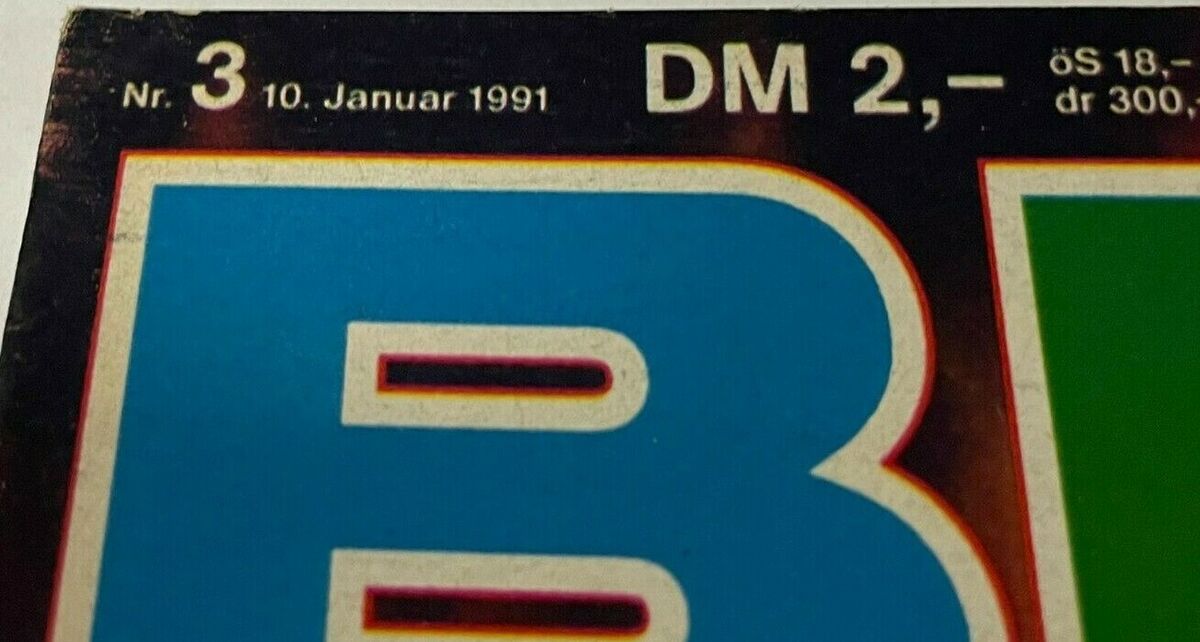 Nr. 3 10. Januar 1991 DM 2,– öS 18,–
dr 300,
B